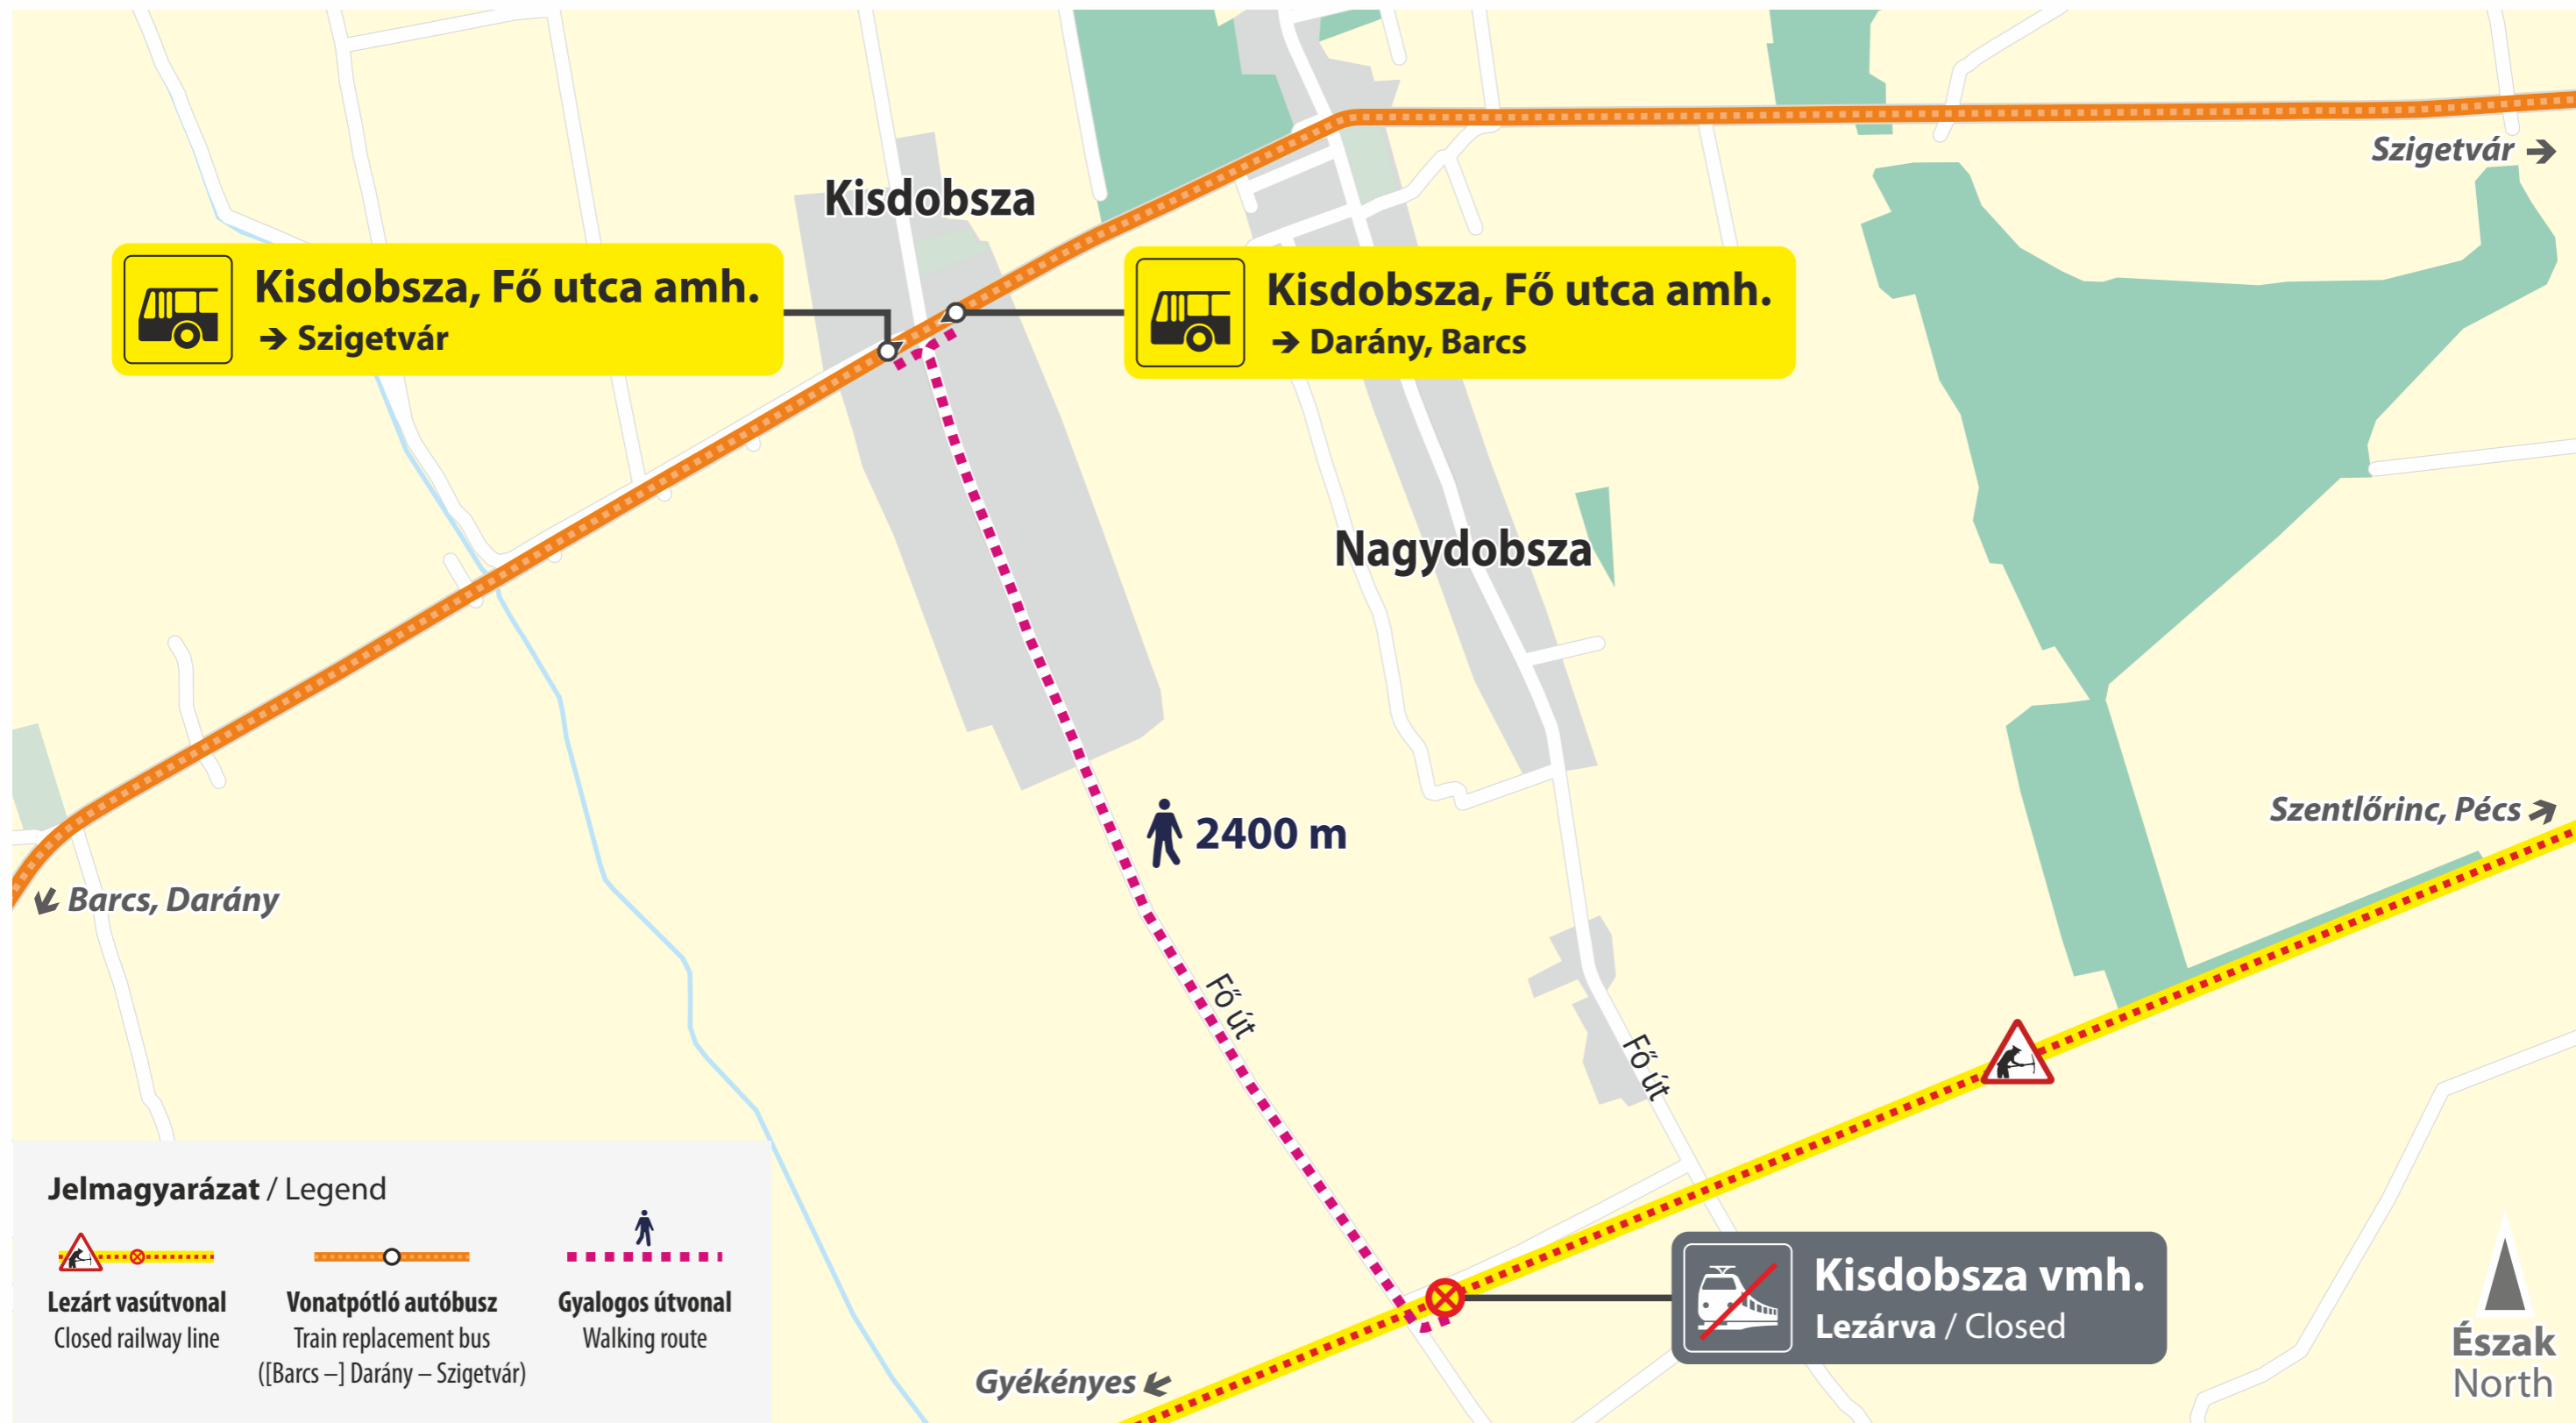 Szigetvár →
Kisdobsza
Kisdobsza, Fő utca amh.
→ Szigetvár
Kisdobsza, Fő utca amh.
→ Darány, Barcs
Nagydobsza
2400 m
Szentlőrinc, Pécs ↗
↙ Barcs, Darány
Fő út
Fő út
Jelmagyarázat / Legend
Lezárt vasútvonal
Closed railway line
Vonatpótló autóbusz
Train replacement bus
([Barcs –] Darány – Szigetvár)
Gyalogos útvonal
Walking route
Kisdobsza vmh.
Lezárva / Closed
Gyékényes ↙
Észak
North